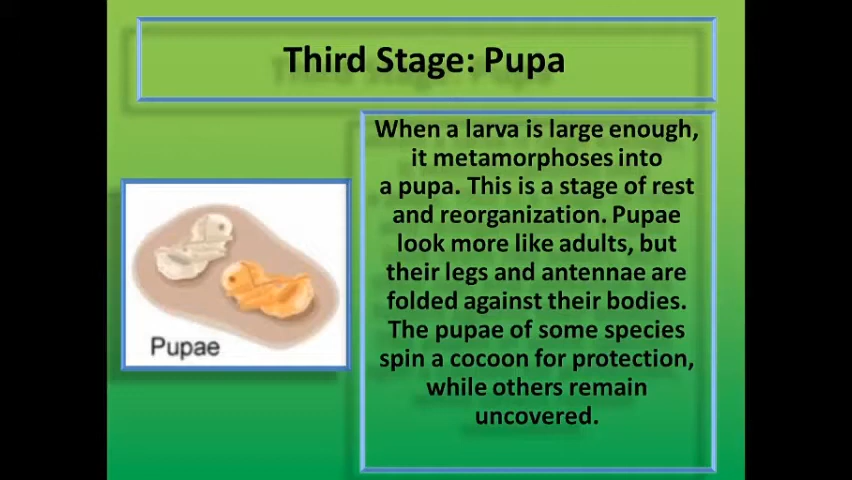 Third Stage: Pupa
When a larva is large enough,
it metamorphoses into
a pupa. This is a stage of rest
and reorganization. Pupae
look more like adults, but
their legs and antennae are
folded against their bodies.
The pupae of some species
spin a cocoon for protection,
while others remain
uncovered.
Pupae